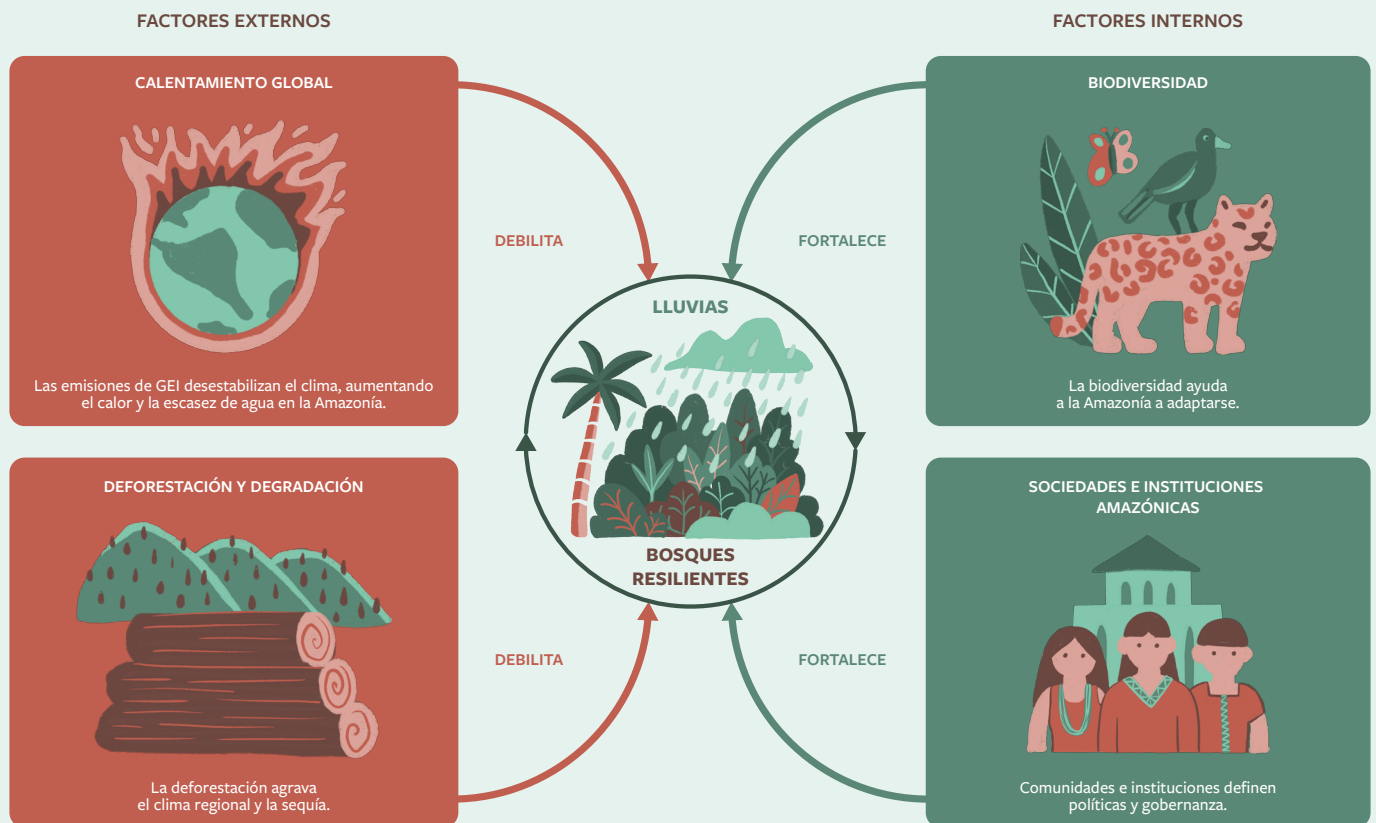 FACTORES EXTERNOS
FACTORES INTERNOS
CALENTAMIENTO GLOBAL
Las emisiones de GEI desestabilizan el clima, aumentando
el calor y la escasez de agua en la Amazonía.
BIODIVERSIDAD
La biodiversidad ayuda
a la Amazonía a adaptarse.
DEBILITA
FORTALECE
LLUVIAS
BOSQUES
RESILIENTES
DEBILITA
FORTALECE
DEFORESTACIÓN Y DEGRADACIÓN
La deforestación agrava
el clima regional y la sequía.
SOCIEDADES E INSTITUCIONES
AMAZÓNICAS
Comunidades e instituciones definen
políticas y gobernanza.